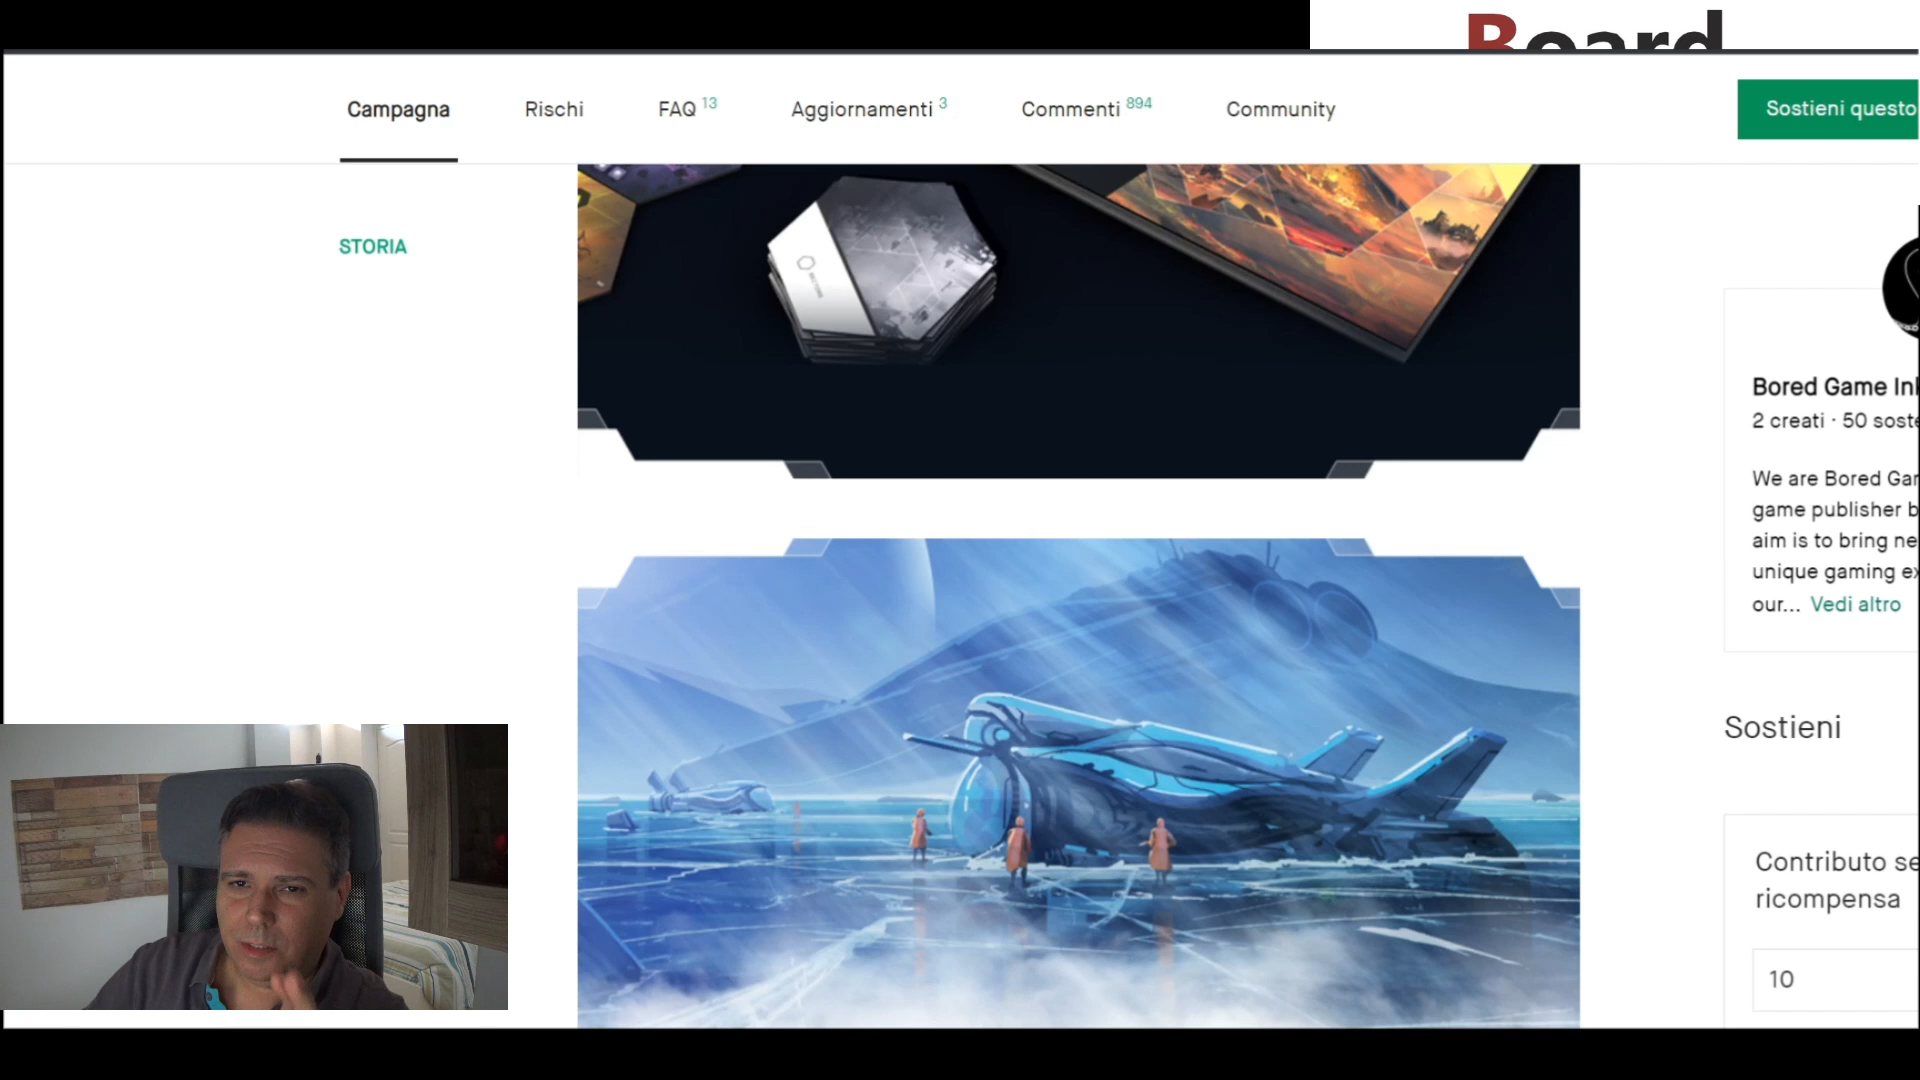 Board
Campagna
Rischi
FAQ 13
Aggiornamenti 3
Commenti 894
Community
Sostieni questo
STORIA
Bored Game In
2 creati · 50 soste
We are Bored Gar
game publisher b
aim is to bring ne
unique gaming ex
our... Vedi altro
Sostieni
Contributo se
ricompensa
10